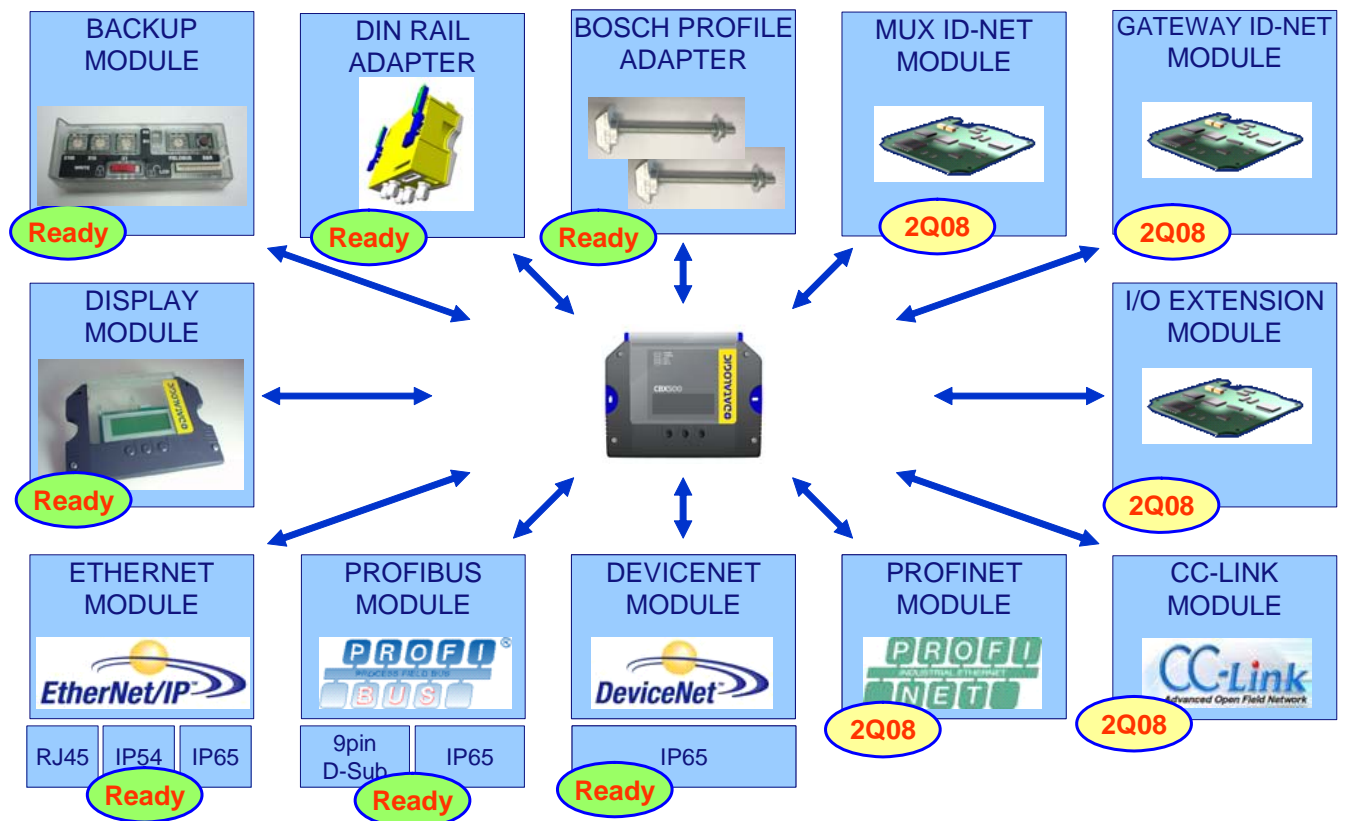 BACKUP
MODULE
Ready
DIN RAIL
ADAPTER
Ready
BOSCH PROFILE
ADAPTER
Ready
MUX ID-NET
MODULE
2Q08
GATEWAY ID-NET
MODULE
2Q08
DISPLAY
MODULE
Ready
CBX500
DATALOGIC
I/O EXTENSION
MODULE
2Q08
ETHERNET
MODULE
EtherNet/IP
RJ45
IP54
IP65
Ready
PROFIBUS
MODULE
PROFI®
PROCESS FIELD BUS
BUS
9pin
D-Sub
IP65
Ready
DEVICENET
MODULE
DeviceNet
IP65
Ready
PROFINET
MODULE
PROFI
INDUSTRIAL ETHERNET
NET
2Q08
CC-LINK
MODULE
CC-Link
Advanced Open Field Network
2Q08